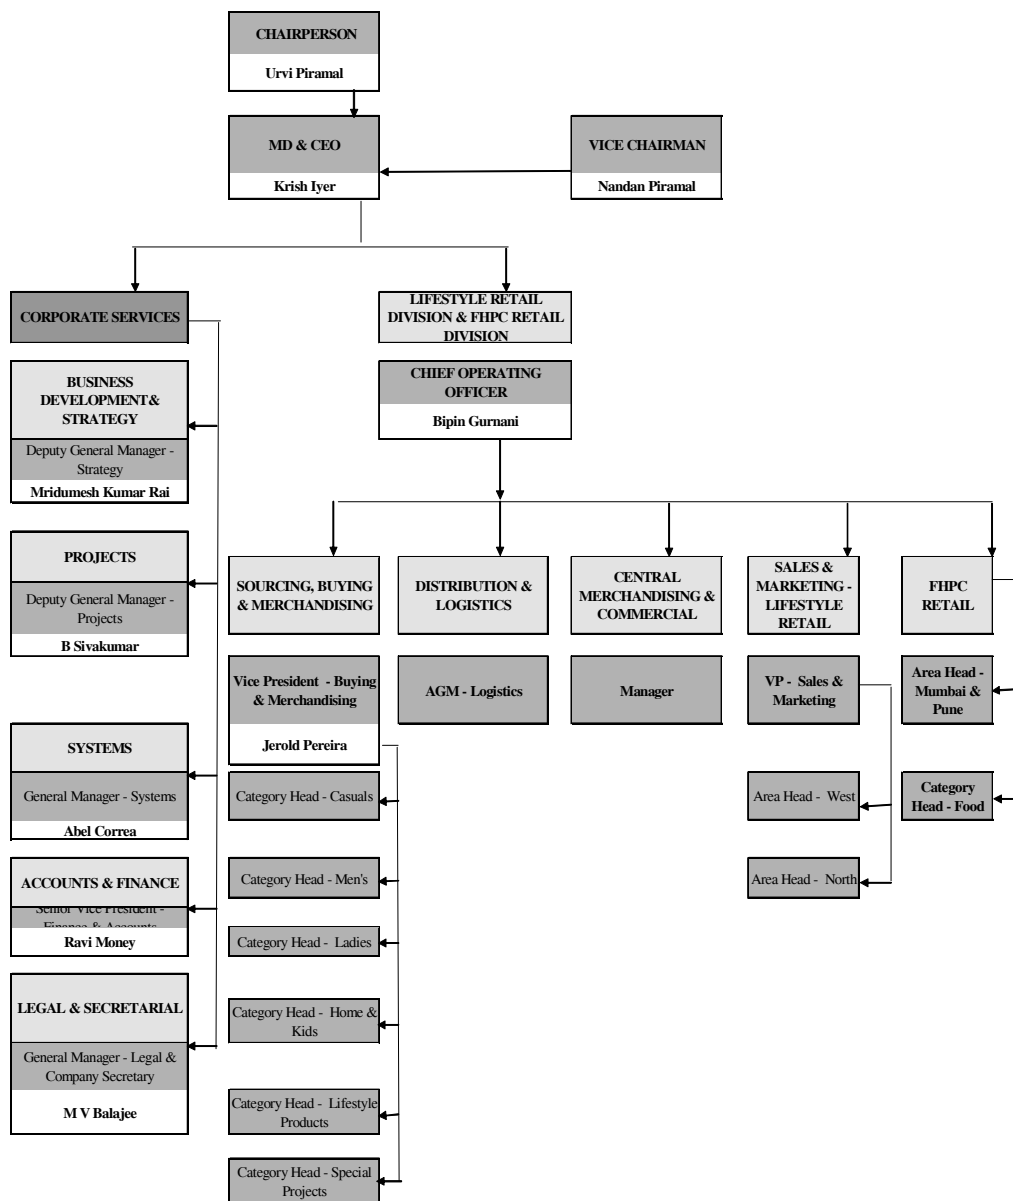 CHAIRPERSON
Urvi Piramal
MD & CEO
Krish Iyer
VICE CHAIRMAN
Nandan Piramal
CORPORATE SERVICES
LIFESTYLE RETAIL
DIVISION & FHPC RETAIL
DIVISION
CHIEF OPERATING
OFFICER
Bipin Gurnani
BUSINESS
DEVELOPMENT &
STRATEGY
Deputy General Manager -
Strategy
Mridumesh Kumar Rai
PROJECTS
Deputy General Manager -
Projects
B Sivakumar
SYSTEMS
General Manager - Systems
Abel Correa
ACCOUNTS & FINANCE
Senior Vice President -
Finance & Accounts
Ravi Money
LEGAL & SECRETARIAL
General Manager - Legal &
Company Secretary
M V Balajee
SOURCING, BUYING
& MERCHANDISING
Vice President - Buying
& Merchandising
Jerold Pereira
Category Head - Casuals
Category Head - Men's
Category Head - Ladies
Category Head - Home &
Kids
Category Head - Lifestyle
Products
Category Head - Special
Projects
DISTRIBUTION &
LOGISTICS
AGM - Logistics
CENTRAL
MERCHANDISING &
COMMERCIAL
Manager
SALES &
MARKETING -
LIFESTYLE
RETAIL
VP - Sales &
Marketing
Area Head - West
Area Head - North
FHPC
RETAIL
Area Head -
Mumbai &
Pune
Category
Head - Food